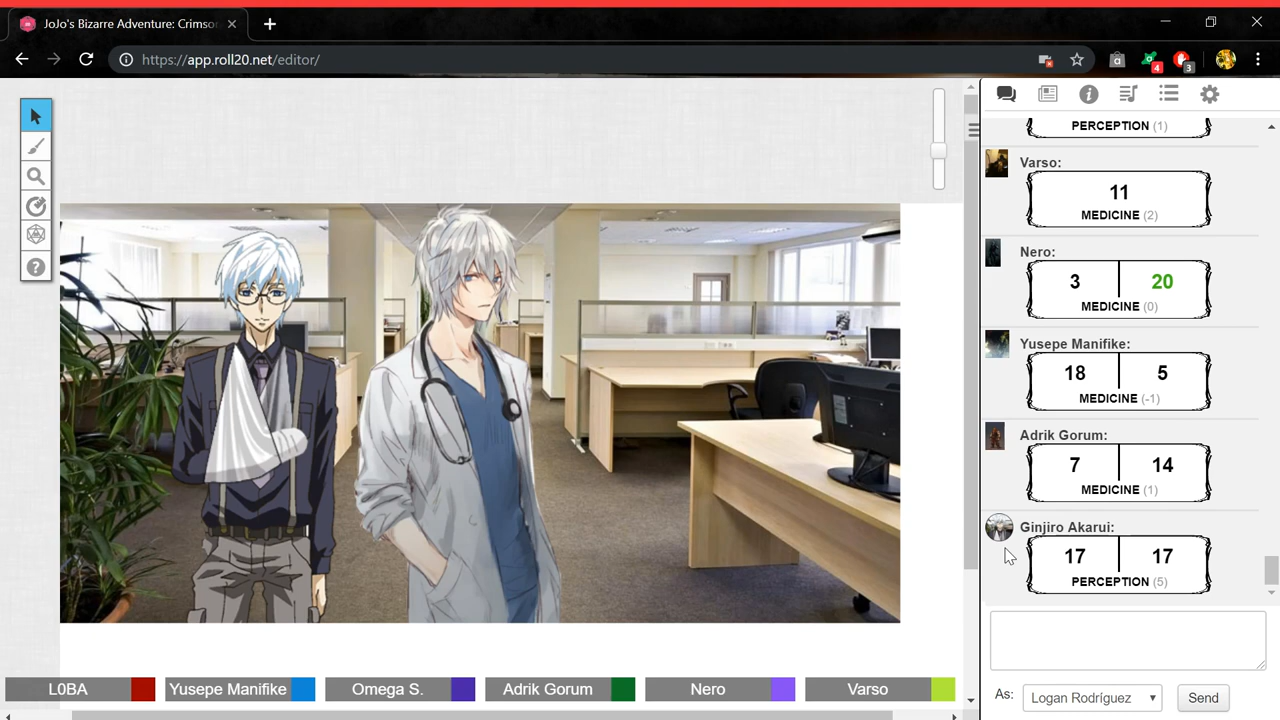 JoJo's Bizarre Adventure: Crimso
https://app.roll20.net/editor/
4
3
PERCEPTION (1)
Varso:
11
MEDICINE (2)
Nero:
3 20
MEDICINE (0)
Yusepe Manifike:
18 5
MEDICINE (-1)
Adrik Gorum:
7 14
MEDICINE (1)
Ginjiro Akarui:
17 17
PERCEPTION (5)
As: Logan Rodríguez Send
L0BA Yusepe Manifike Omega S. Adrik Gorum Nero Varso